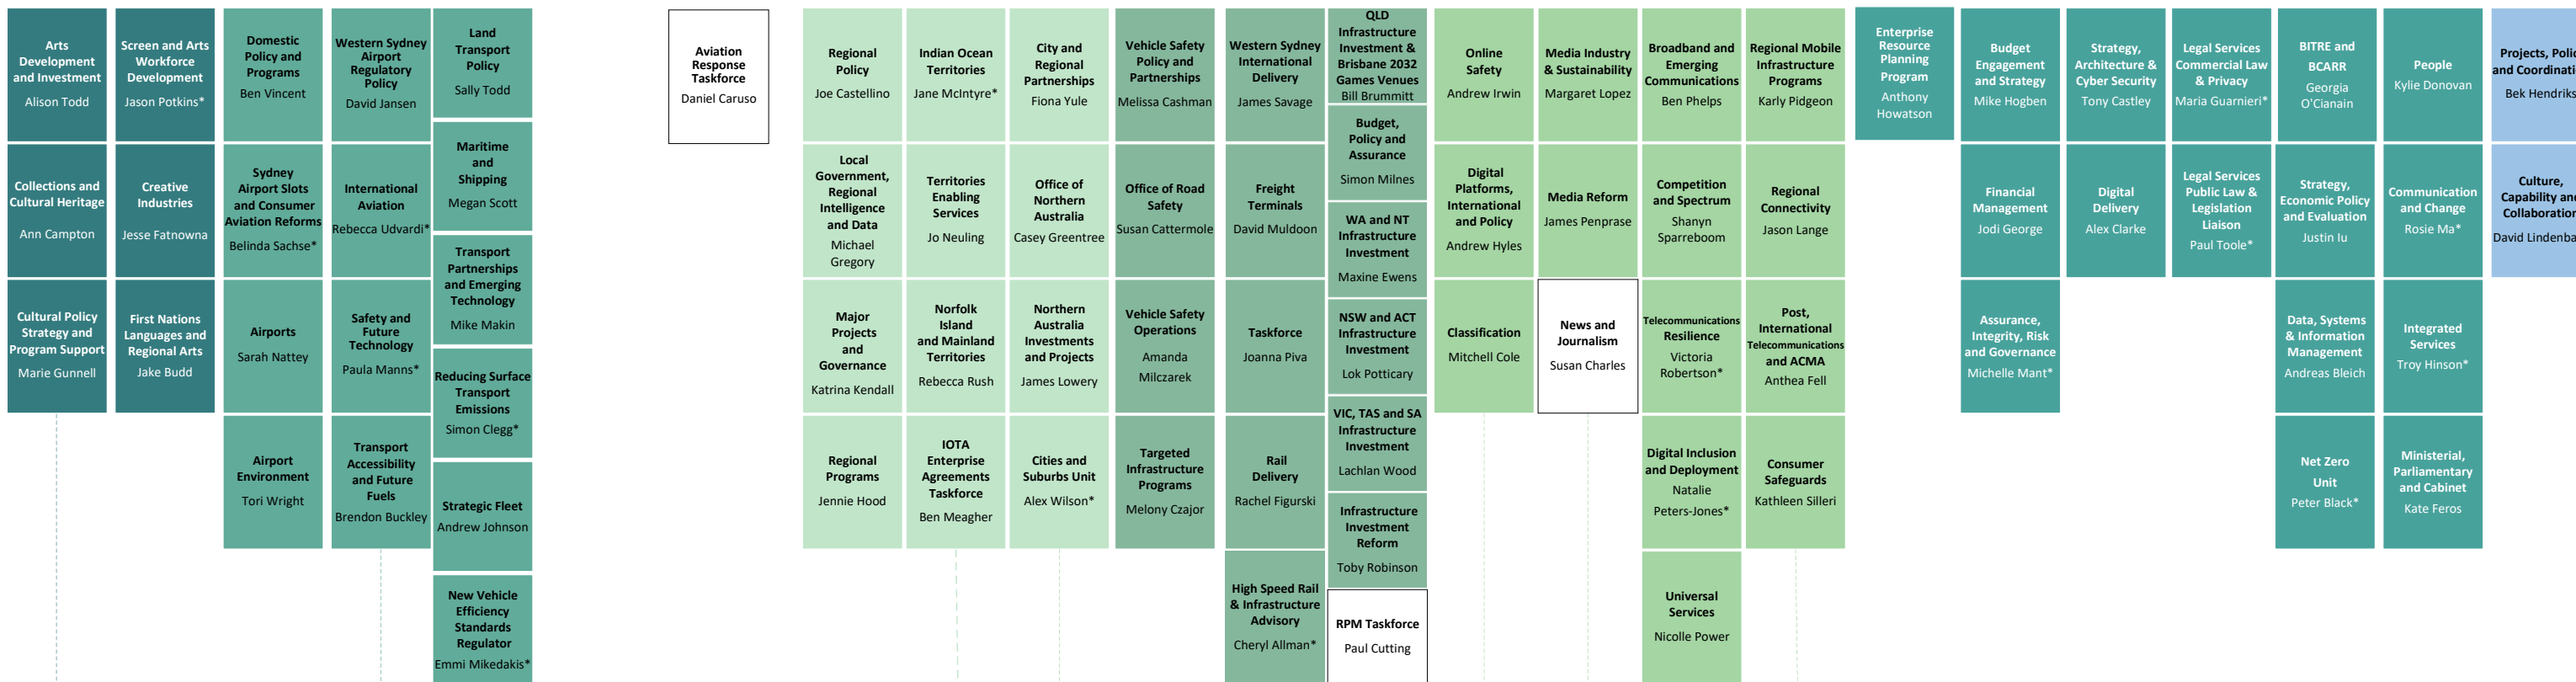 Arts
Development
and Investment
Alison Todd
Collections and
Cultural Heritage
Ann Campton
Cultural Policy
Strategy and
Program Support
Marie Gunnell
Screen and Arts
Workforce
Development
Jason Potkins*
Creative
Industries
Jesse Fatnowna
First Nations
Languages and
Regional Arts
Jake Budd
Domestic
Policy and
Programs
Ben Vincent
Sydney
Airport Slots
and Consumer
Aviation Reforms
Belinda Sachse*
Airports
Sarah Nattey
Airport
Environment
Tori Wright
Western Sydney
Airport
Regulatory
Policy
David Jansen
International
Aviation
Rebecca Udvardi*
Safety and
Future
Technology
Paula Manns*
Transport
Accessibility
and Future
Fuels
Brendon Buckley
Land
Transport
Policy
Sally Todd
Maritime
and
Shipping
Megan Scott
Transport
Partnerships
and Emerging
Technology
Mike Makin
Reducing Surface
Transport
Emissions
Simon Clegg*
Strategic Fleet
Andrew Johnson
New Vehicle
Efficiency
Standards
Regulator
Emmi Mikedakis*
Aviation
Response
Taskforce
Daniel Caruso
Regional
Policy
Joe Castellino
Local
Government,
Regional
Intelligence
and Data
Michael
Gregory
Major
Projects
and
Governance
Katrina Kendall
Regional
Programs
Jennie Hood
Indian Ocean
Territories
Jane McIntyre*
Territories
Enabling
Services
Jo Neuling
Norfolk
Island
and Mainland
Territories
Rebecca Rush
IOTA
Enterprise
Agreements
Taskforce
Ben Meagher
City and
Regional
Partnerships
Fiona Yule
Office of
Northern
Australia
Casey Greentree
Northern
Australia
Investments
and Projects
James Lowery
Cities and
Suburbs Unit
Alex Wilson*
Vehicle Safety
Policy and
Partnerships
Melissa Cashman
Office of Road
Safety
Susan Cattermole
Vehicle Safety
Operations
Amanda
Milczarek
Targeted
Infrastructure
Programs
Melony Czajor
Western Sydney
International
Delivery
James Savage
Freight
Terminals
David Muldoon
Taskforce
Joanna Piva
Rail
Delivery
Rachel Figurski
High Speed Rail
& Infrastructure
Advisory
Cheryl Allman*
QLD
Infrastructure
Investment &
Brisbane 2032
Games Venues
Bill Brummitt
Budget,
Policy and
Assurance
Simon Milnes
WA and NT
Infrastructure
Investment
Maxine Ewens
NSW and ACT
Infrastructure
Investment
Lok Potticary
VIC, TAS and SA
Infrastructure
Investment
Lachlan Wood
Infrastructure
Investment
Reform
Toby Robinson
RPM Taskforce
Paul Cutting
Online
Safety
Andrew Irwin
Digital
Platforms,
International
and Policy
Andrew Hyles
Classification
Mitchell Cole
Media Industry
& Sustainability
Margaret Lopez
Media Reform
James Penprase
News and
Journalism
Susan Charles
Broadband and
Emerging
Communications
Ben Phelps
Competition
and Spectrum
Shanyn
Sparreboom
Telecommunications
Resilience
Victoria
Robertson*
Digital Inclusion
and Deployment
Natalie
Peters-Jones*
Universal
Services
Nicolle Power
Regional Mobile
Infrastructure
Programs
Karly Pidgeon
Regional
Connectivity
Jason Lange
Post,
International
Telecommunications
and ACMA
Anthea Fell
Consumer
Safeguards
Kathleen Silleri
Enterprise
Resource
Planning
Program
Anthony
Howatson
Budget
Engagement
and Strategy
Mike Hogben
Financial
Management
Jodi George
Assurance,
Integrity, Risk
and Governance
Michelle Mant*
Strategy,
Architecture &
Cyber Security
Tony Castley
Digital
Delivery
Alex Clarke
Legal Services
Commercial Law
& Privacy
Maria Guarnieri*
Legal Services
Public Law &
Legislation
Liaison
Paul Toole*
BITRE and
BCARR
Georgia
O'Cianain
Strategy,
Economic Policy
and Evaluation
Justin Iu
Data, Systems
& Information
Management
Andreas Bleich
Net Zero
Unit
Peter Black*
People
Kylie Donovan
Communication
and Change
Rosie Ma*
Integrated
Services
Troy Hinson*
Ministerial,
Parliamentary
and Cabinet
Kate Feros
Projects,
and
Bek
Culture,
Capability
Collaboration
David